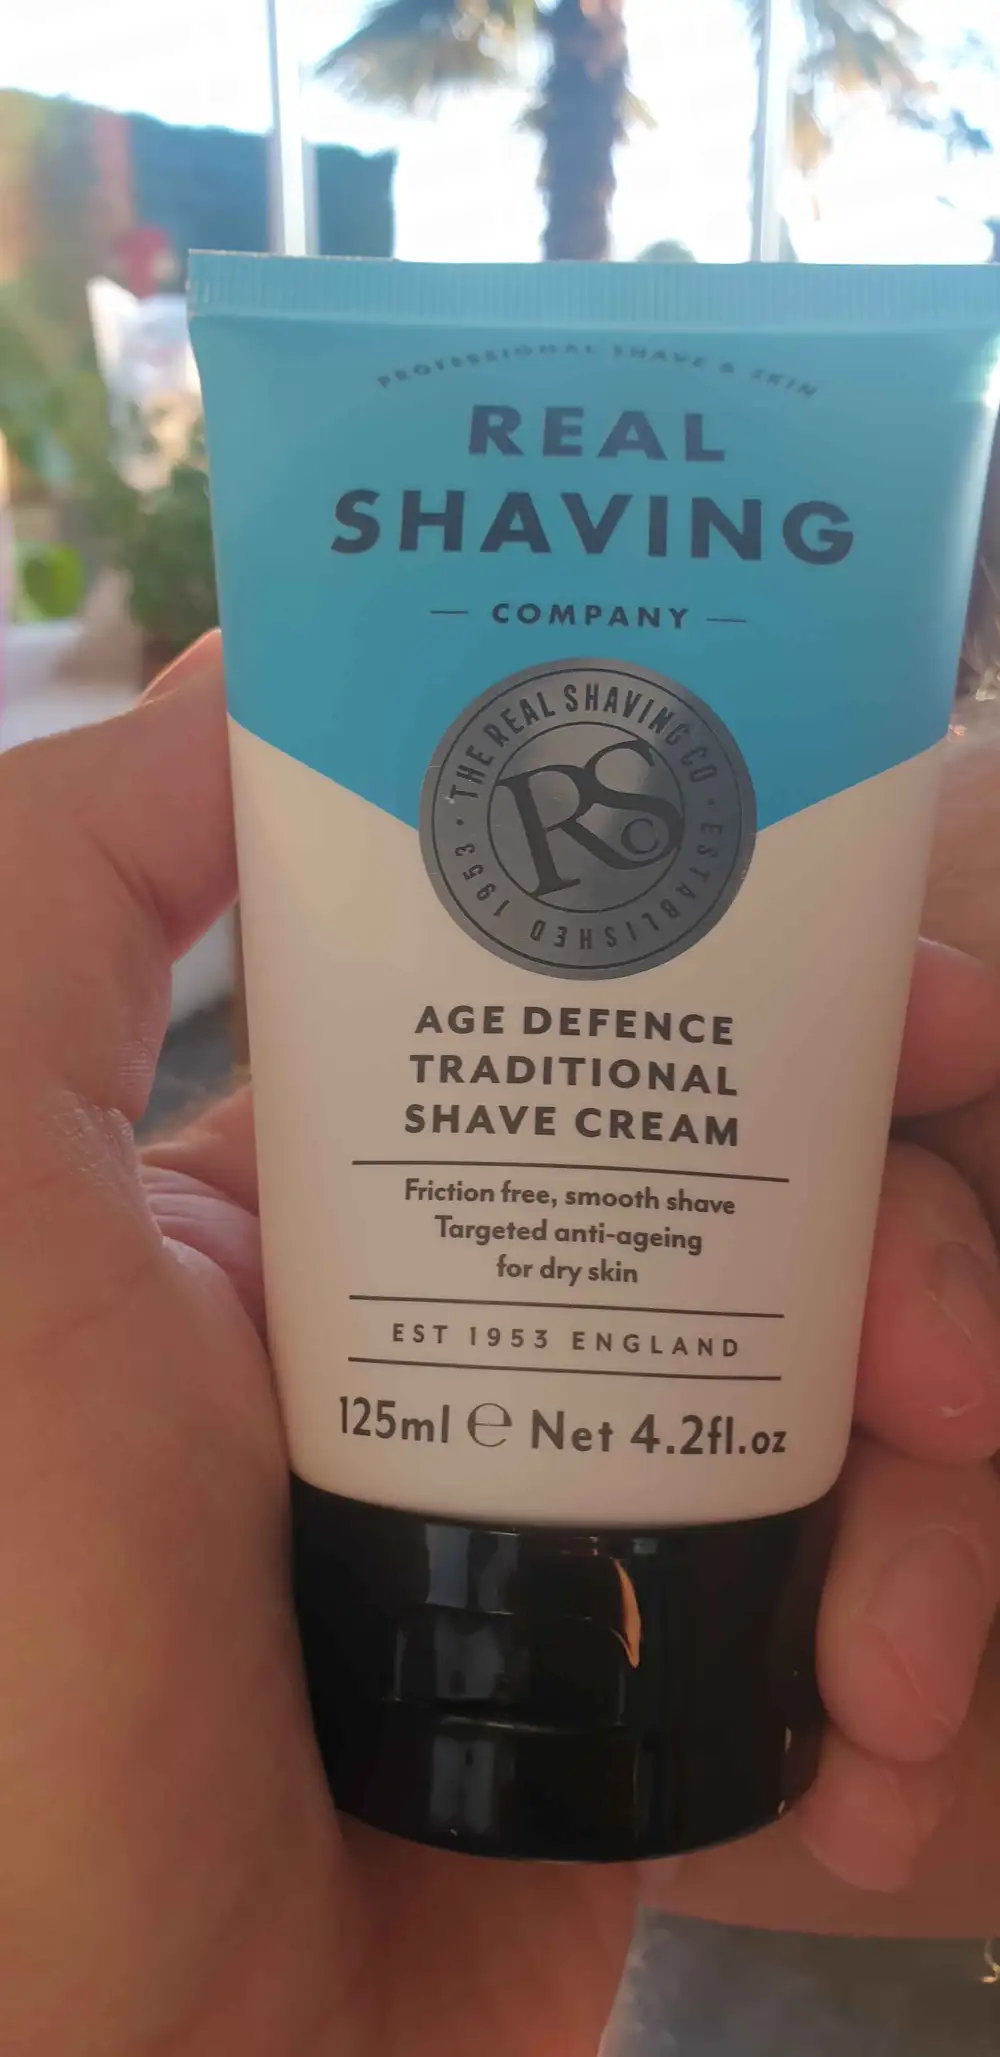 PROFESSIONAL SHAVE & SKIN
REAL
SHAVING
COMPANY
THE REAL SHAVING CO · ESTABLISHED 1953 ·
RSC
AGE DEFENCE
TRADITIONAL
SHAVE CREAM
Friction free, smooth shave
Targeted anti-ageing
for dry skin
EST 1953 ENGLAND
125ml ℮ Net 4.2fl.oz